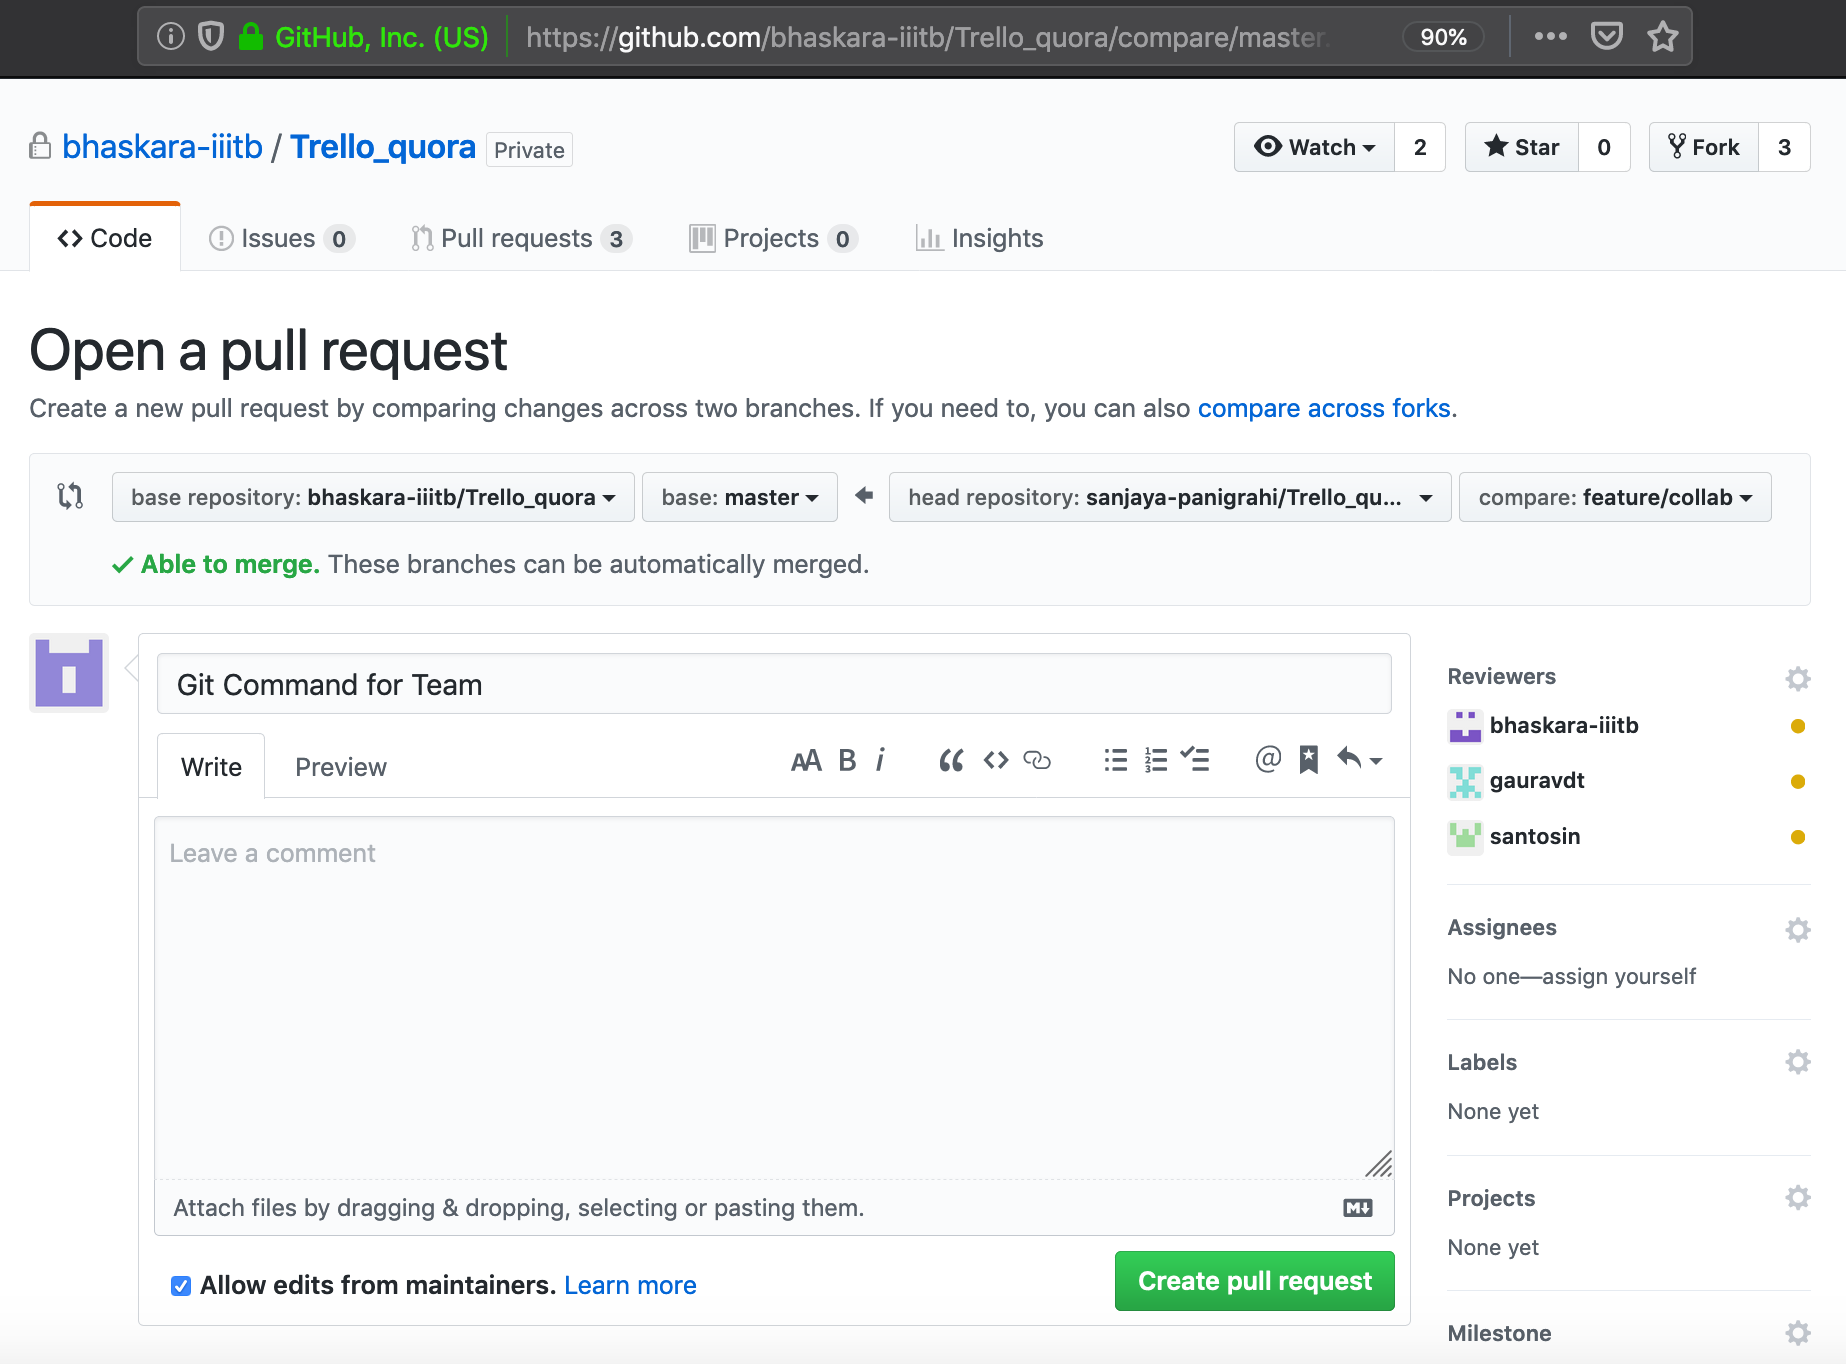 GitHub, Inc. (US) https://github.com/bhaskara-iiitb/Trello_quora/compare/master. 90%
bhaskara-iiitb / Trello_quora Private Watch 2 Star 0 Fork 3
Code Issues 0 Pull requests 3 Projects 0 Insights
Open a pull request
Create a new pull request by comparing changes across two branches. If you need to, you can also compare across forks.
base repository: bhaskara-iiitb/Trello_quora base: master head repository: sanjaya-panigrahi/Trello_qu... compare: feature/collab
Able to merge. These branches can be automatically merged.
Git Command for Team
Write Preview
Leave a comment
Attach files by dragging & dropping, selecting or pasting them.
Allow edits from maintainers. Learn more
Create pull request
Reviewers
bhaskara-iiitb
gauravdt
santosin
Assignees
No one—assign yourself
Labels
None yet
Projects
None yet
Milestone